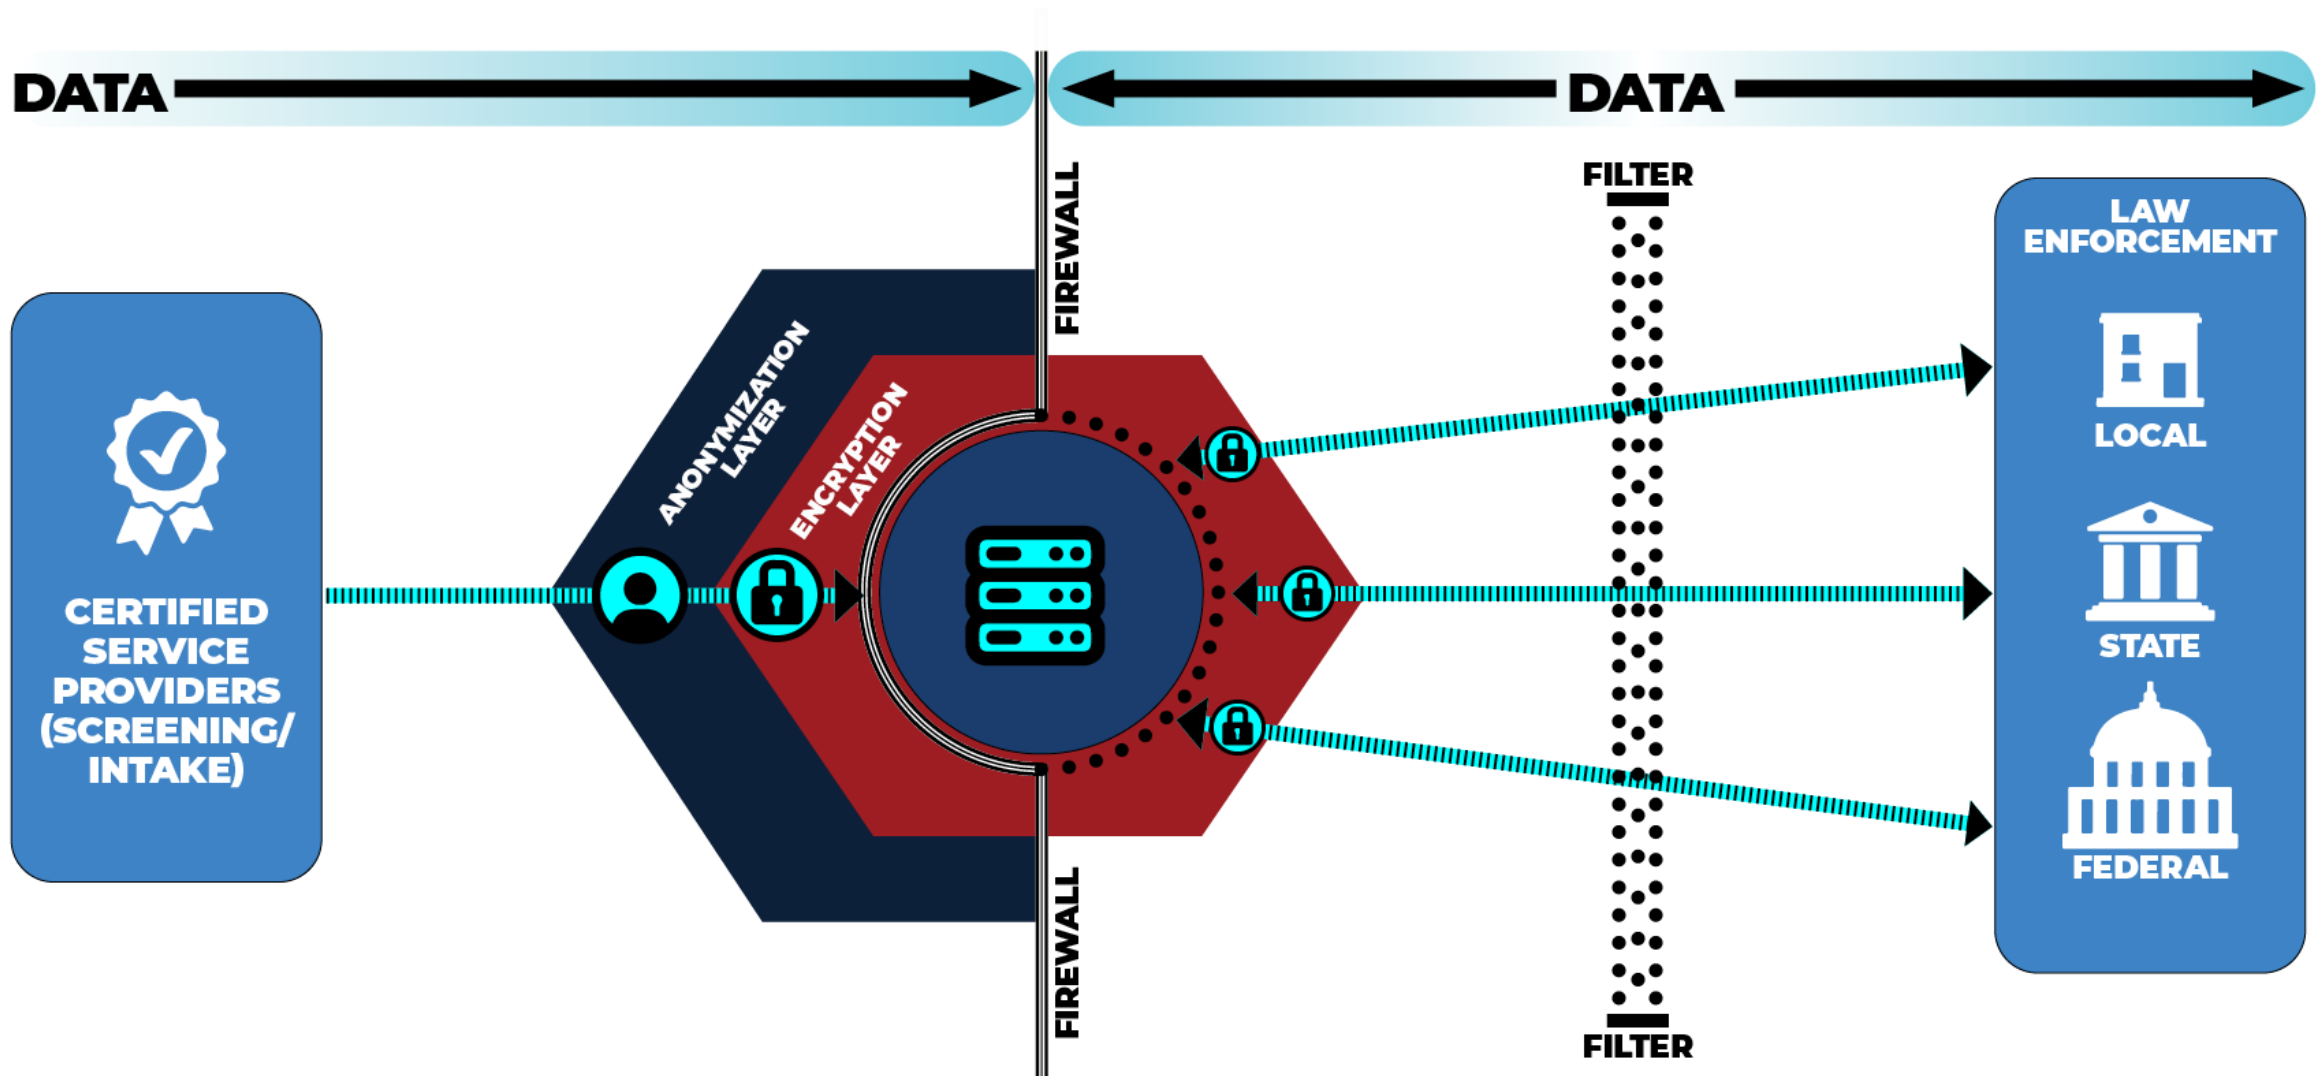 DATA
DATA
FIREWALL
FILTER
LAW
ENFORCEMENT
ANONYMIZATION
LAYER
ENCRYPTION
LAYER
LOCAL
CERTIFIED
SERVICE
PROVIDERS
(SCREENING/
INTAKE)
STATE
FEDERAL
FIREWALL
FILTER